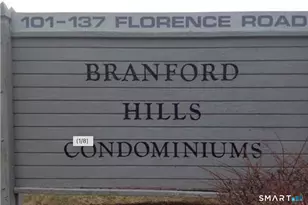 101-137 FLORENCE ROAD
BRANFORD
HILLS
(1/8)
CONDOMINIUMS
SMART